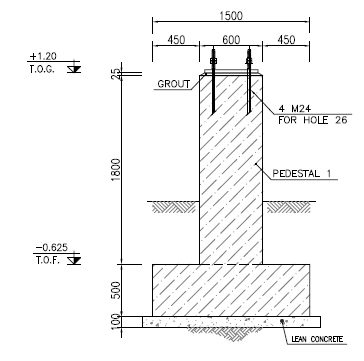 1500
450 600 450
+1.20
T.O.G.
25
GROUT
4 M24
FOR HOLE 26
1800
PEDESTAL 1
-0.625
T.O.F.
500
100
LEAN CONCRETE